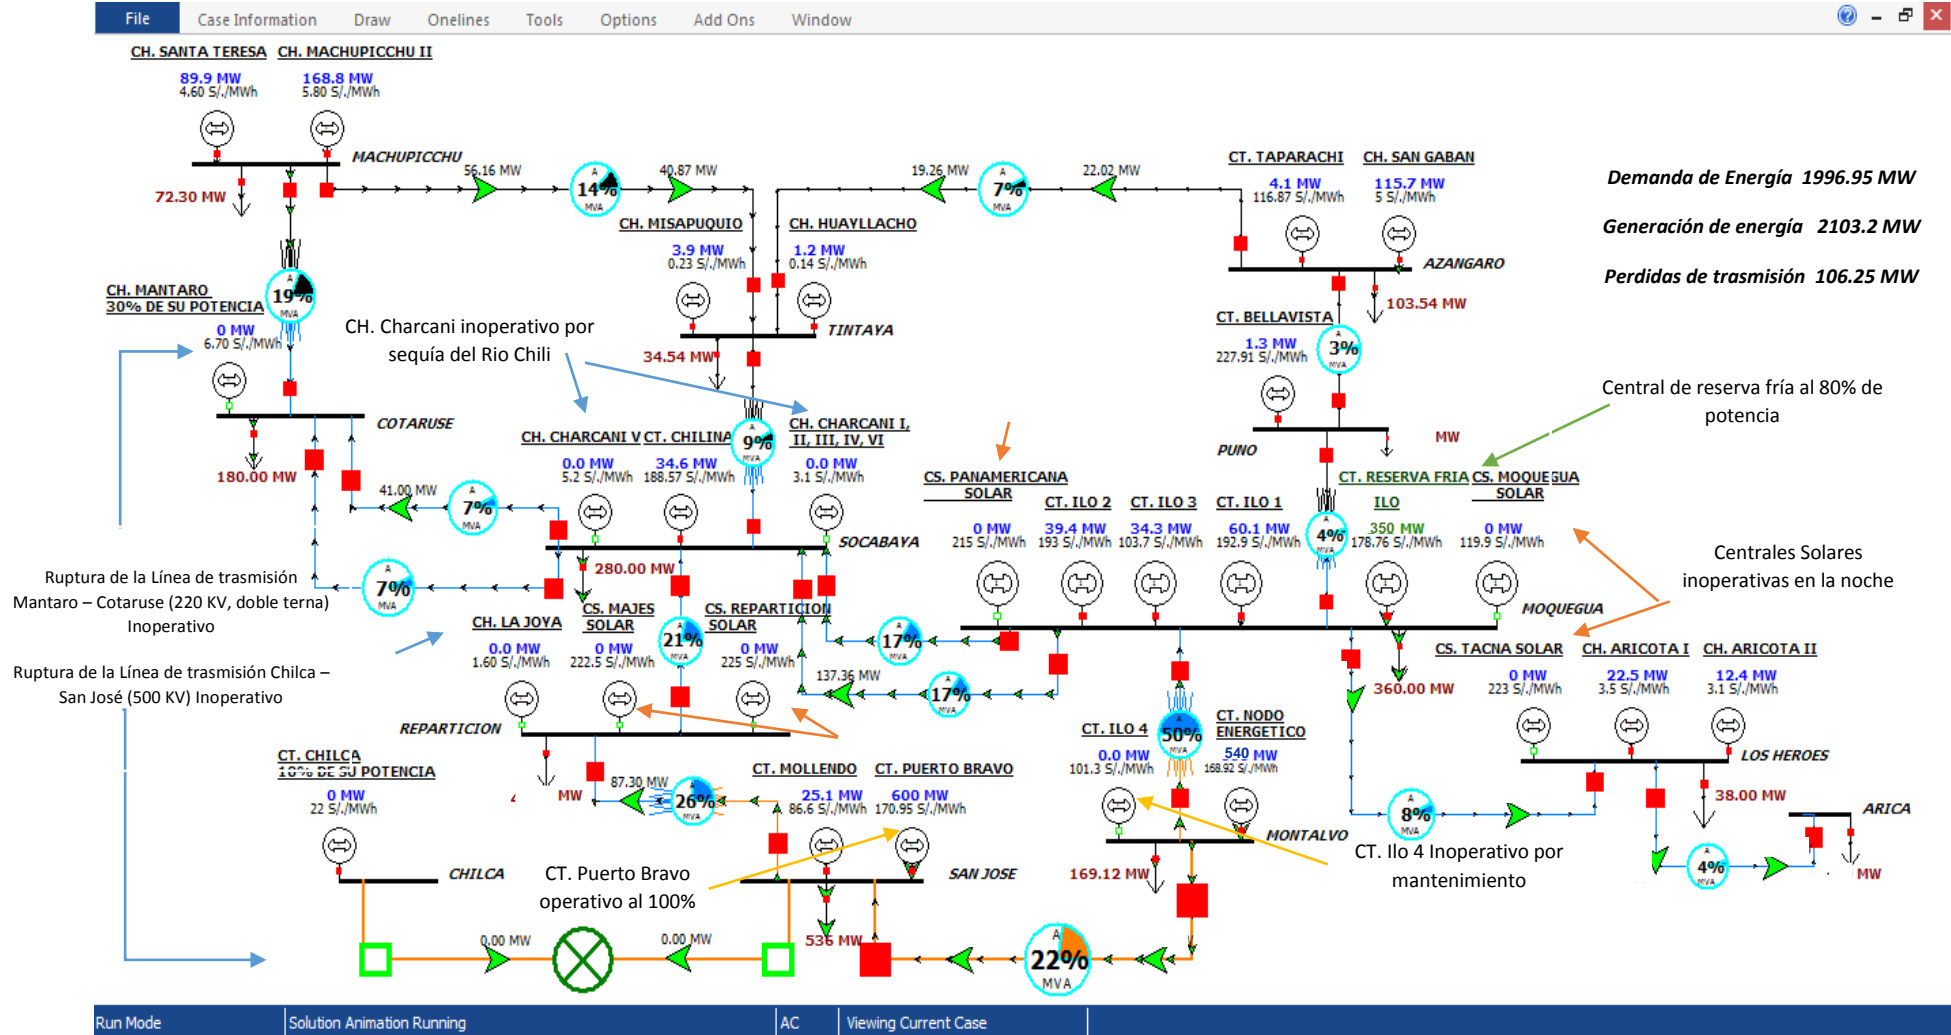 File Case Information Draw Onelines Tools Options Add Ons Window
CH. SANTA TERESA
89.9 MW
4.60 S/./MWh
CH. MACHUPICCHU II
168.8 MW
5.80 S/./MWh
MACHUPICCHU
72.30 MW
56.16 MW
A
14%
MVA
40.87 MW
19.26 MW
A
7%
MVA
22.02 MW
CT. TAPARACHI
4.1 MW
116.87 S/./MWh
CH. SAN GABAN
115.7 MW
5 S/./MWh
AZANGARO
103.54 MW
Demanda de Energía 1996.95 MW
Generación de energía 2103.2 MW
Perdidas de trasmisión 106.25 MW
CH. MISAPUQUIO
3.9 MW
0.23 S/./MWh
CH. HUAYLLACHO
1.2 MW
0.14 S/./MWh
TINTAYA
34.54 MW
CH. MANTARO
30% DE SU POTENCIA
0 MW
6.70 S/./MWh
A
19%
MVA
COTARUSE
180.00 MW
CH. Charcani inoperativo por
sequía del Rio Chili
CT. BELLAVISTA
1.3 MW
227.91 S/./MWh
A
3%
MVA
PUNO
MW
Central de reserva fría al 80% de
potencia
CH. CHARCANI V
0.0 MW
5.2 S/./MWh
CT. CHILINA
34.6 MW
188.57 S/./MWh
A
9%
MVA
CH. CHARCANI I,
II, III, IV, VI
0.0 MW
3.1 S/./MWh
SOCABAYA
280.00 MW
41.00 MW
A
7%
MVA
A
7%
MVA
CS. PANAMERICANA
SOLAR
0 MW
215 S/./MWh
CT. ILO 2
39.4 MW
193 S/./MWh
CT. ILO 3
34.3 MW
103.7 S/./MWh
CT. ILO 1
60.1 MW
192.9 S/./MWh
A
4%
MVA
CT. RESERVA FRIA
ILO
350 MW
178.76 S/./MWh
CS. MOQUEGUA
SOLAR
0 MW
119.9 S/./MWh
MOQUEGUA
360.00 MW
Centrales Solares
inoperativas en la noche
Ruptura de la Línea de trasmisión
Mantaro – Cotaruse (220 KV, doble terna)
Inoperativo
Ruptura de la Línea de trasmisión Chilca –
San José (500 KV) Inoperativo
CH. LA JOYA
0.0 MW
1.60 S/./MWh
CS. MAJES
SOLAR
0 MW
222.5 S/./MWh
A
21%
MVA
CS. REPARTICION
SOLAR
0 MW
225 S/./MWh
REPARTICION
MW
A
17%
MVA
137.36 MW
A
17%
MVA
CS. TACNA SOLAR
0 MW
223 S/./MWh
CH. ARICOTA I
22.5 MW
3.5 S/./MWh
CH. ARICOTA II
12.4 MW
3.1 S/./MWh
LOS HEROES
38.00 MW
CT. CHILCA
10% DE SU POTENCIA
0 MW
22 S/./MWh
CHILCA
87.30 MW
A
26%
MVA
CT. MOLLENDO
25.1 MW
86.6 S/./MWh
CT. PUERTO BRAVO
600 MW
170.95 S/./MWh
SAN JOSE
536 MW
CT. ILO 4
0.0 MW
101.3 S/./MWh
A
50%
MVA
CT. NODO
ENERGETICO
540 MW
168.92 S/./MWh
MONTALVO
169.12 MW
A
8%
MVA
A
4%
MVA
ARICA
MW
CT. Puerto Bravo
operativo al 100%
CT. Ilo 4 Inoperativo por
mantenimiento
0.00 MW
0.00 MW
A
22%
MVA
Run Mode Solution Animation Running AC Viewing Current Case